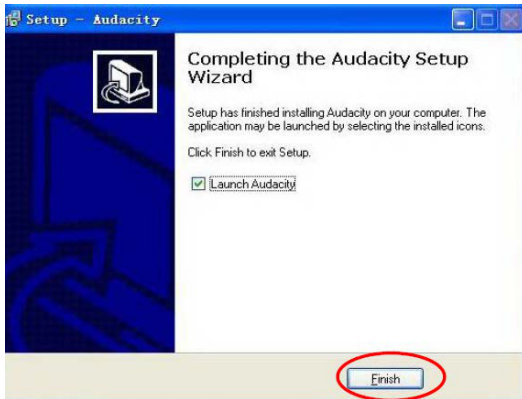 Setup - Audacity
Completing the Audacity Setup
Wizard
Setup has finished installing Audacity on your computer. The
application may be launched by selecting the installed icons.
Click Finish to exit Setup.
Launch Audacity
Finish